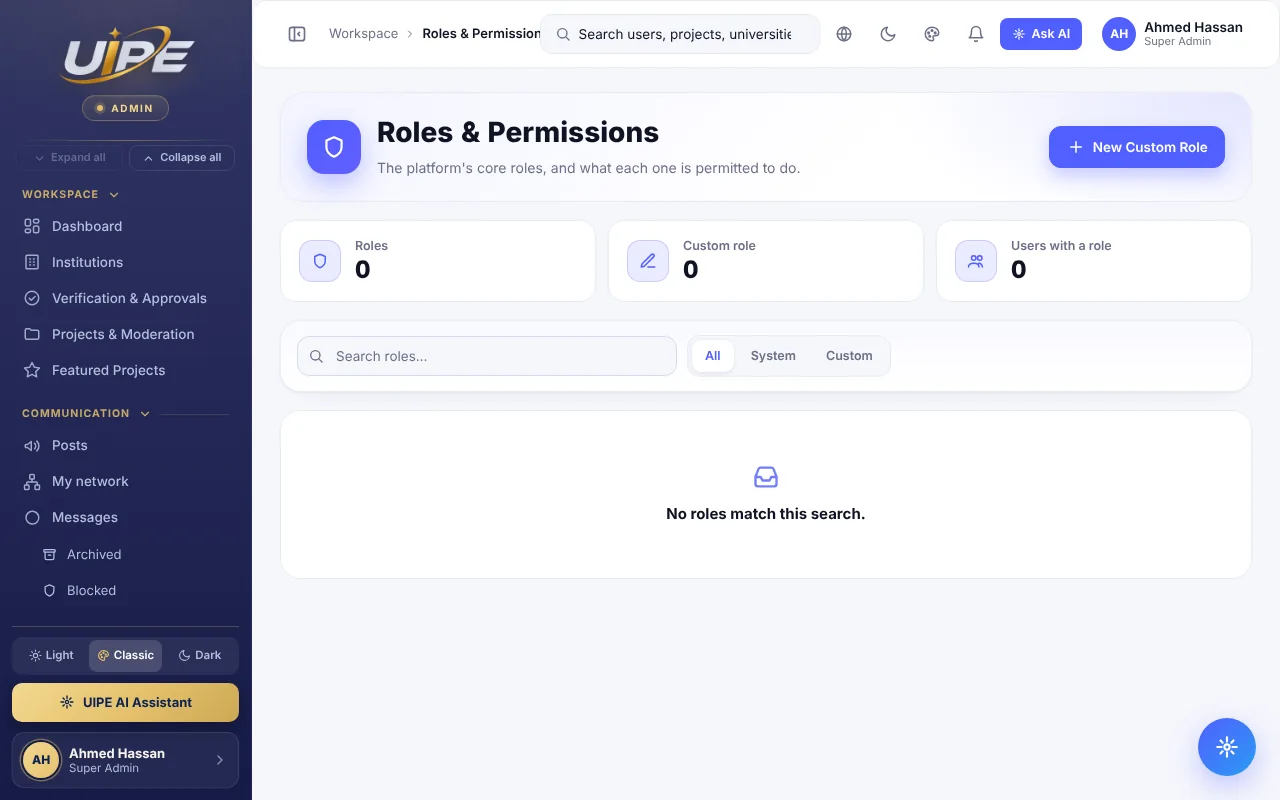 UIPE
ADMIN
Expand all
Collapse all
WORKSPACE
Dashboard
Institutions
Verification & Approvals
Projects & Moderation
Featured Projects
COMMUNICATION
Posts
My network
Messages
Archived
Blocked
Light
Classic
Dark
UIPE AI Assistant
AH
Ahmed Hassan
Super Admin
Workspace
Roles & Permission
Search users, projects, universitie
Ask AI
AH
Ahmed Hassan
Super Admin
Roles & Permissions
The platform's core roles, and what each one is permitted to do.
New Custom Role
Roles
0
Custom role
0
Users with a role
0
Search roles...
All
System
Custom
No roles match this search.